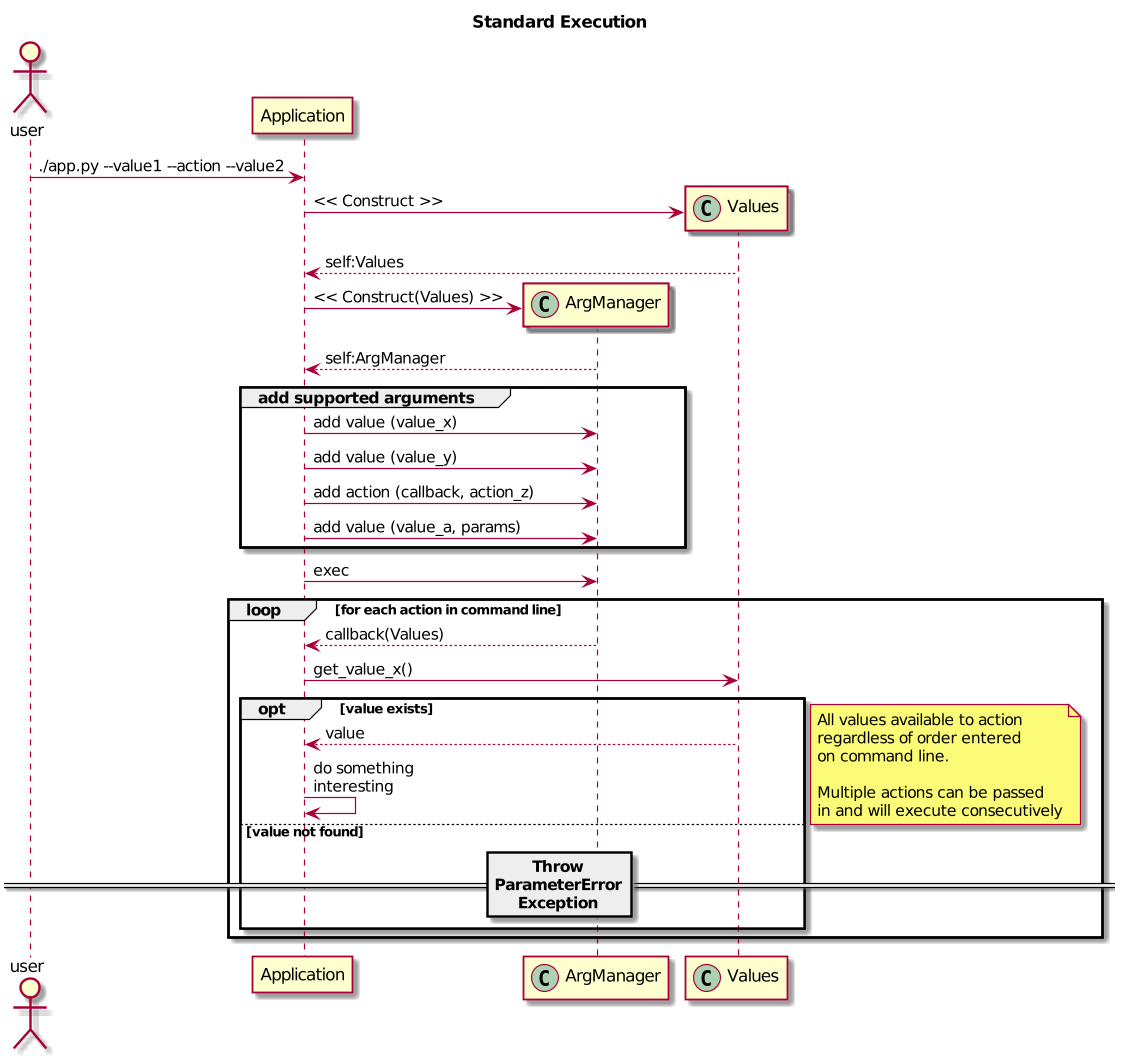 Standard Execution
user
Application
./app.py --value1 --action --value2
<< Construct >>
C Values
self:Values
<< Construct(Values) >>
C ArgManager
self:ArgManager
add supported arguments
add value (value_x)
add value (value_y)
add action (callback, action_z)
add value (value_a, params)
exec
loop [for each action in command line]
callback(Values)
get_value_x()
opt [value exists]
All values available to action
regardless of order entered
on command line.
Multiple actions can be passed
in and will execute consecutively
value
do something
interesting
[value not found]
Throw
ParameterError
Exception
user
Application
C ArgManager
C Values